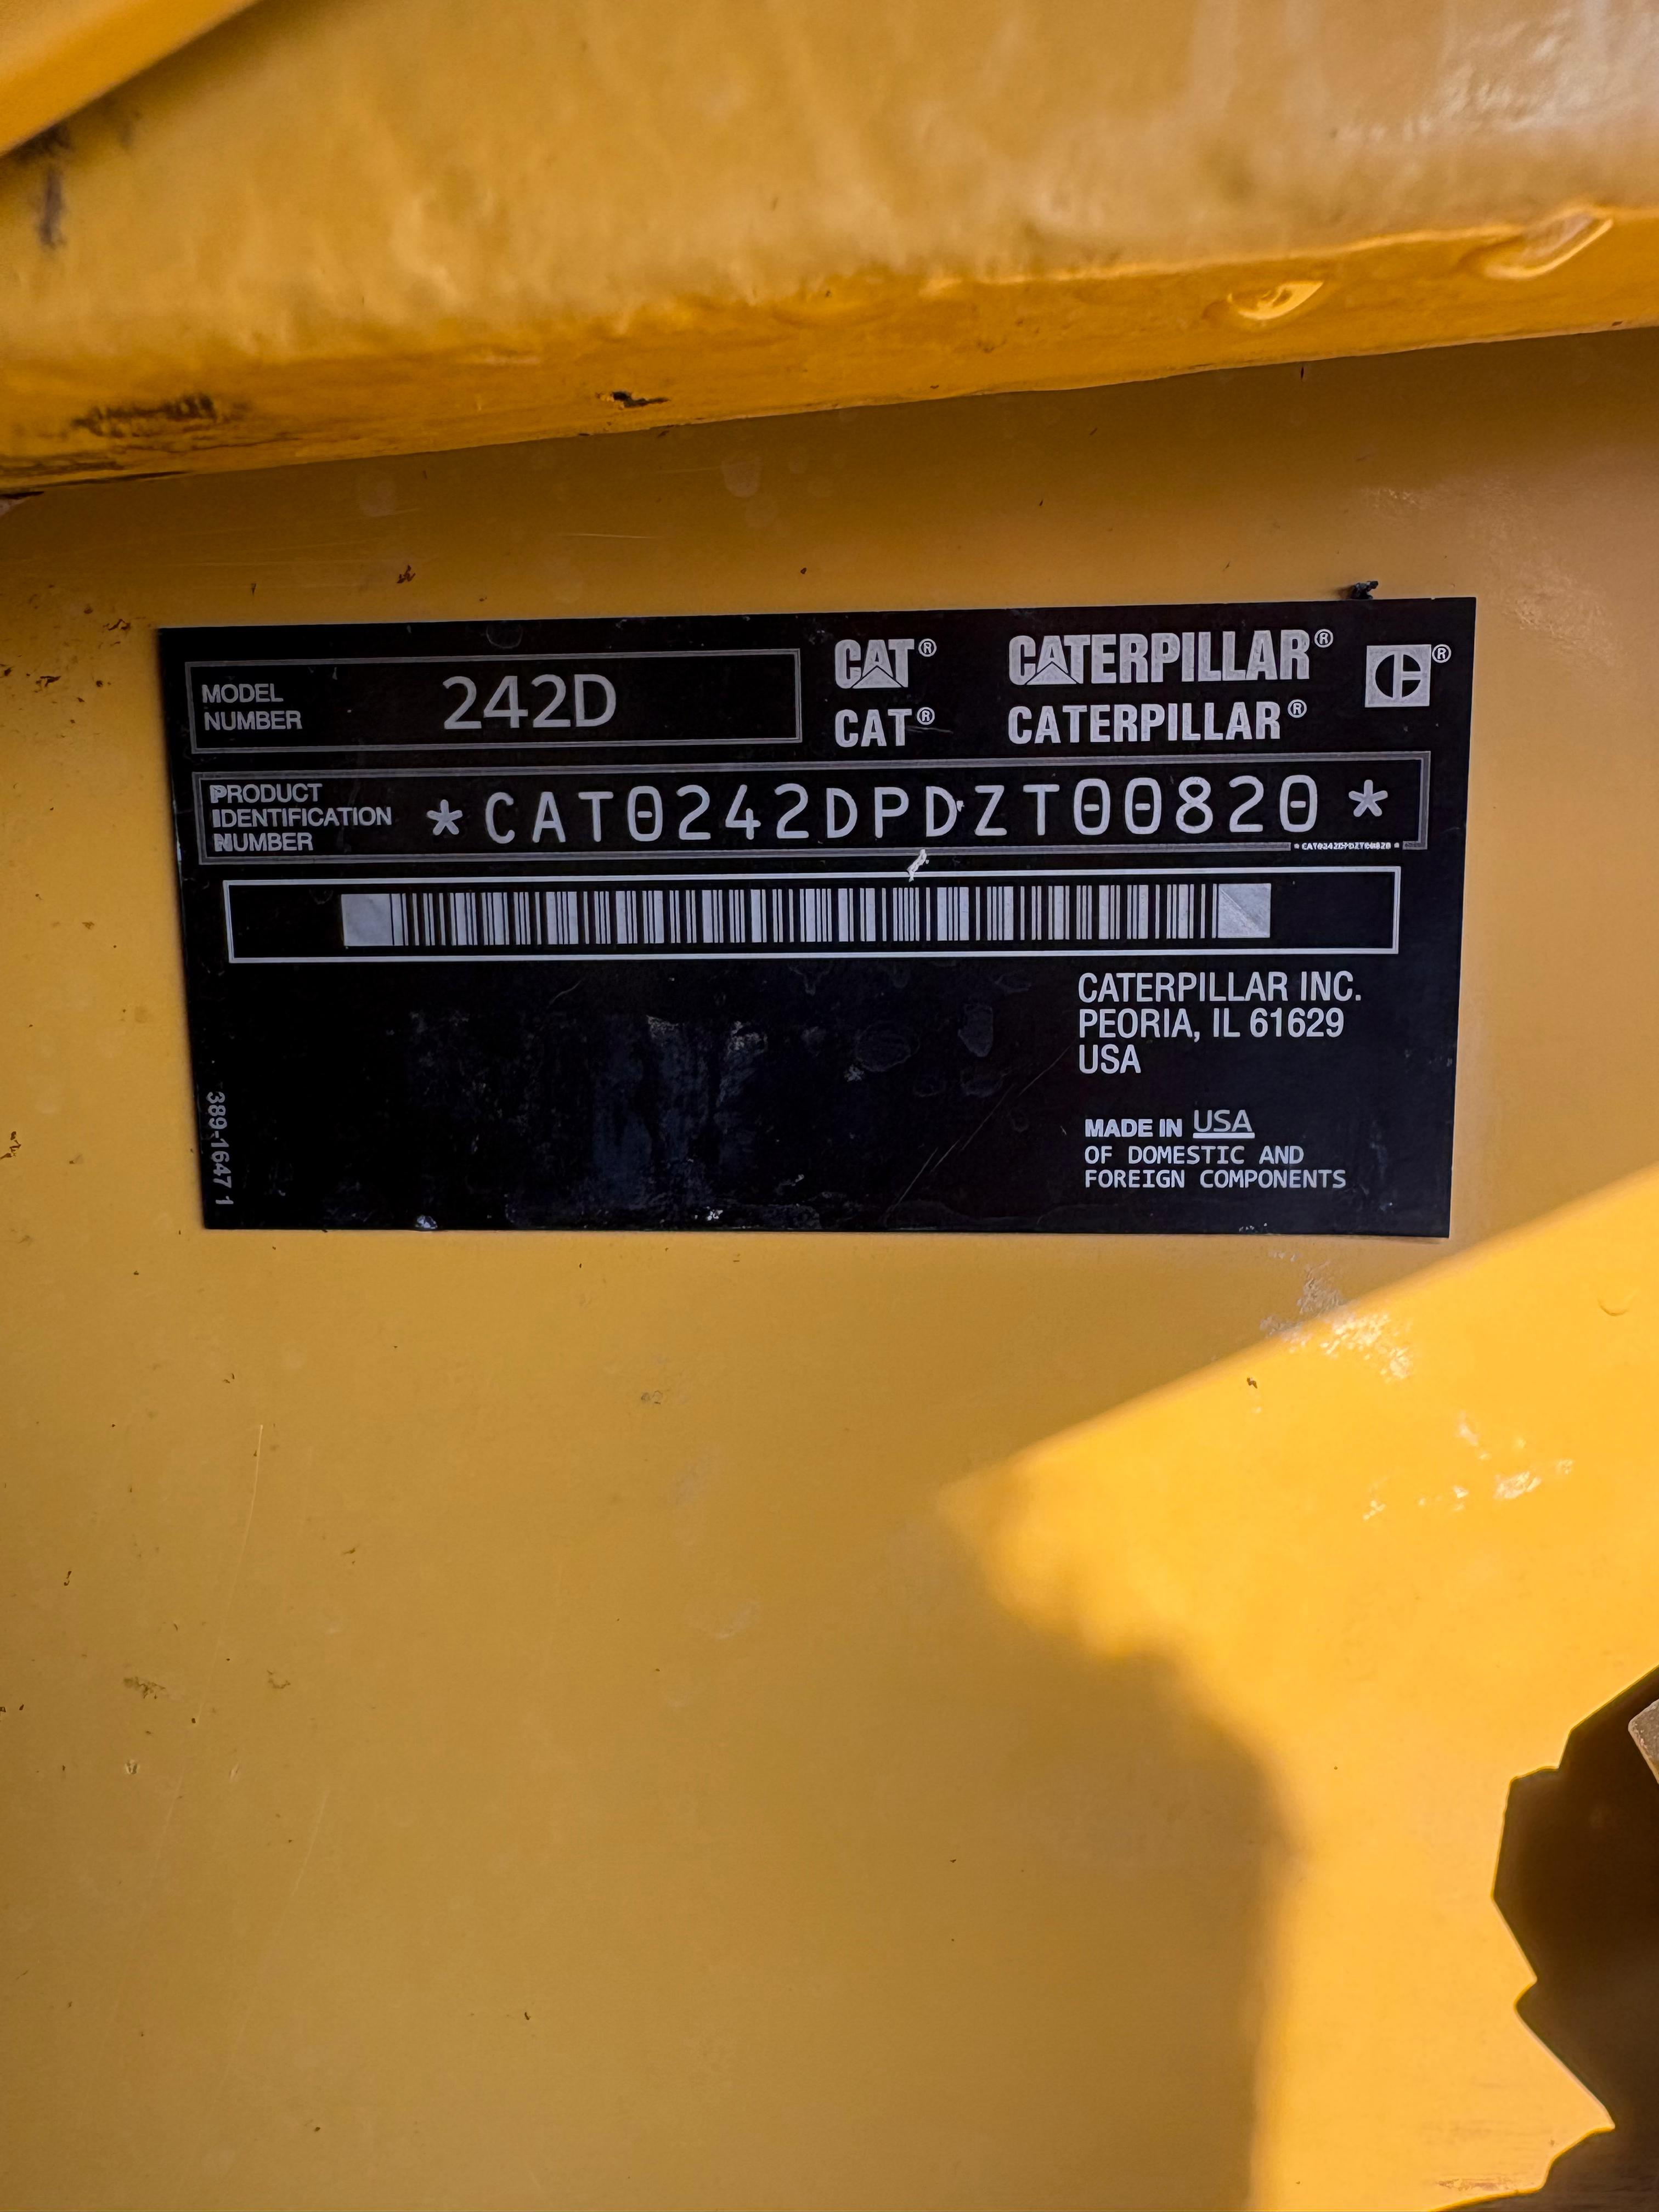 MODEL
NUMBER
242D
CAT® CATERPILLAR®
CAT® CATERPILLAR®
PRODUCT
IDENTIFICATION
NUMBER
*CAT0242DPDZT00820*
* CAT0242DPDZT00820 *
CATERPILLAR INC.
PEORIA, IL 61629
USA
MADE IN USA
OF DOMESTIC AND
FOREIGN COMPONENTS
389-1647 1